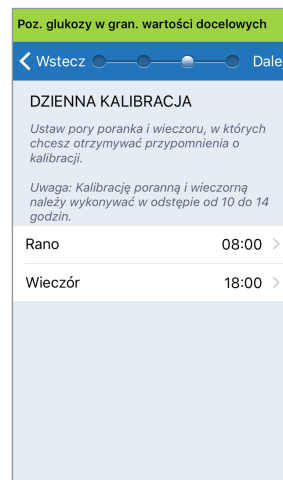 Poz. glukozy w gran. wartości docelowych
Wstecz Dale
DZIENNA KALIBRACJA
Ustaw pory poranka i wieczoru, w których
chcesz otrzymywać przypomnienia o
kalibracji.
Uwaga: Kalibrację poranną i wieczorną
należy wykonywać w odstępie od 10 do 14
godzin.
Rano 08:00
Wieczór 18:00